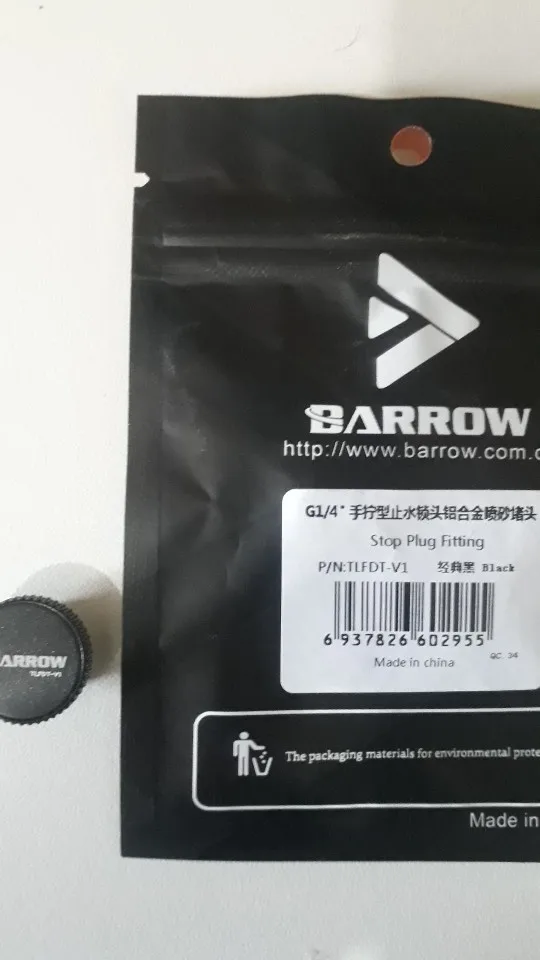 BARROW
http://www.barrow.com.c
G1/4" 手拧型止水锁头铝合金喷砂堵头
Stop Plug Fitting
P/N:TLFDT-V1 经典黑 Black
6 937826 602955
Made in china QC 34
ARROW
TLFDT-V1
The packaging materials for environmental prote
Made in